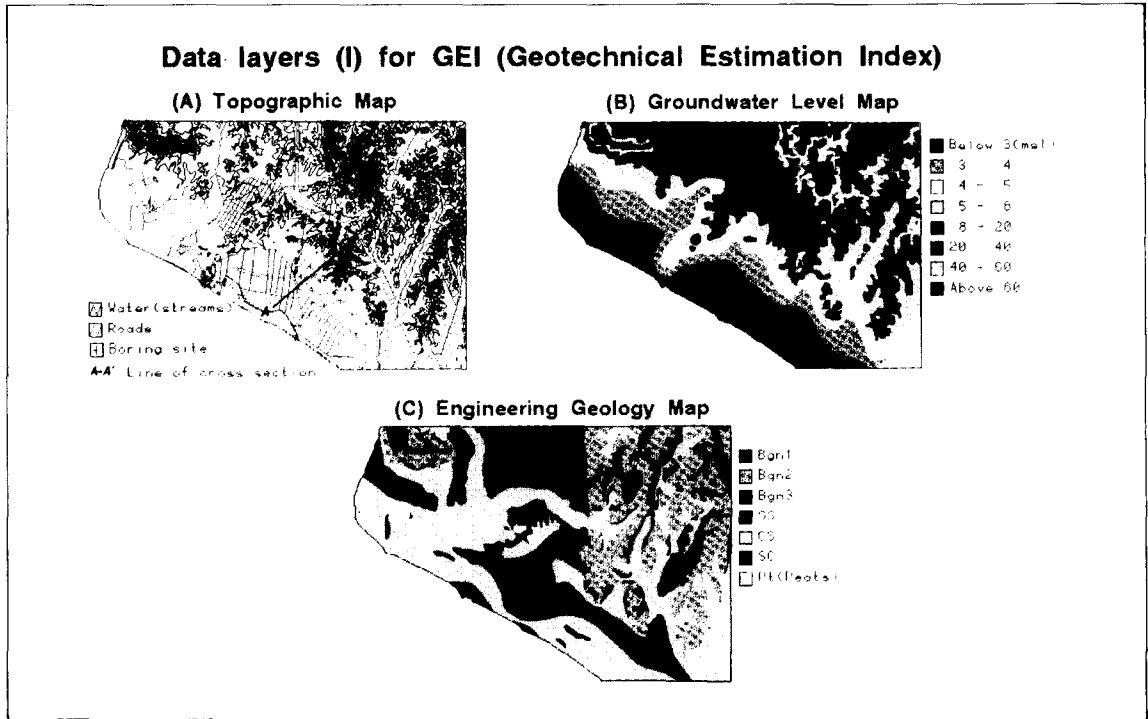 Data layers (I) for GEI (Geotechnical Estimation Index)
(A) Topographic Map
Water(streams)
Roads
Boring site
A-A' Line of cross section
A
(B) Groundwater Level Map
Below 3(msl)
3 4
4 - 5
5 - 8
8 - 20
20 40
40 - 60
Above 60
(C) Engineering Geology Map
Bgn1
Bgn2
Bgn3
CS
SC
Pt(Peats)